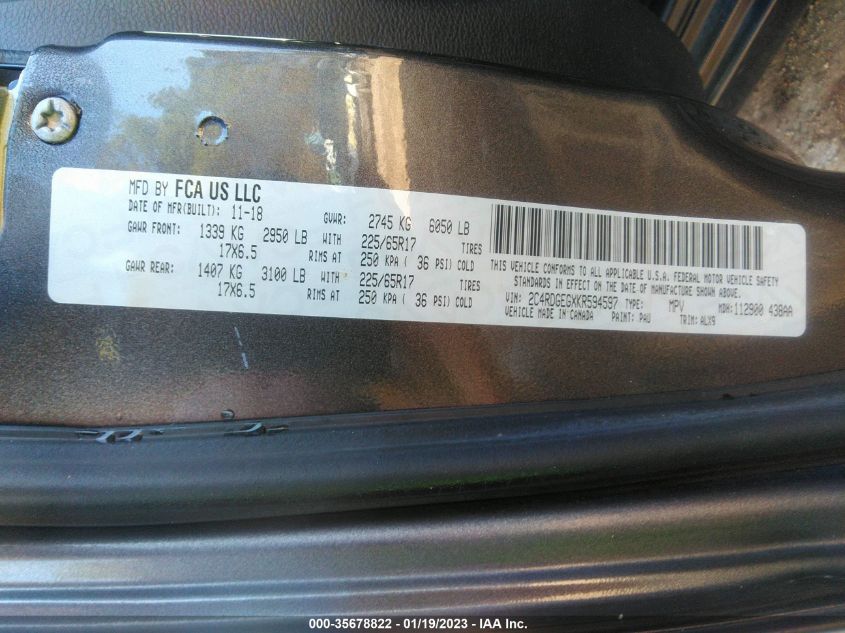 MFD BY FCA US LLC
DATE OF MFR(BUILT): 11-18 GVWR: 2745 KG 6050 LB
GAWR FRONT: 1339 KG 2950 LB WITH 225/65R17 TIRES
17X6.5 RIMS AT 250 KPA ( 36 PSI) COLD
GAWR REAR: 1407 KG 3100 LB WITH 225/65R17 TIRES
17X6.5 RIMS AT 250 KPA ( 36 PSI) COLD
THIS VEHICLE CONFORMS TO ALL APPLICABLE U.S.A. FEDERAL MOTOR VEHICLE SAFETY
STANDARDS IN EFFECT ON THE DATE OF MANUFACTURE SHOWN ABOVE.
VIN: 2C4RDGEGXKR594597 TYPE: MPV MDH:112900 438AA
VEHICLE MADE IN CANADA PAINT: PAU TRIM: ALX9
000-35678822 / 01/19/2023 - © IAA Inc.